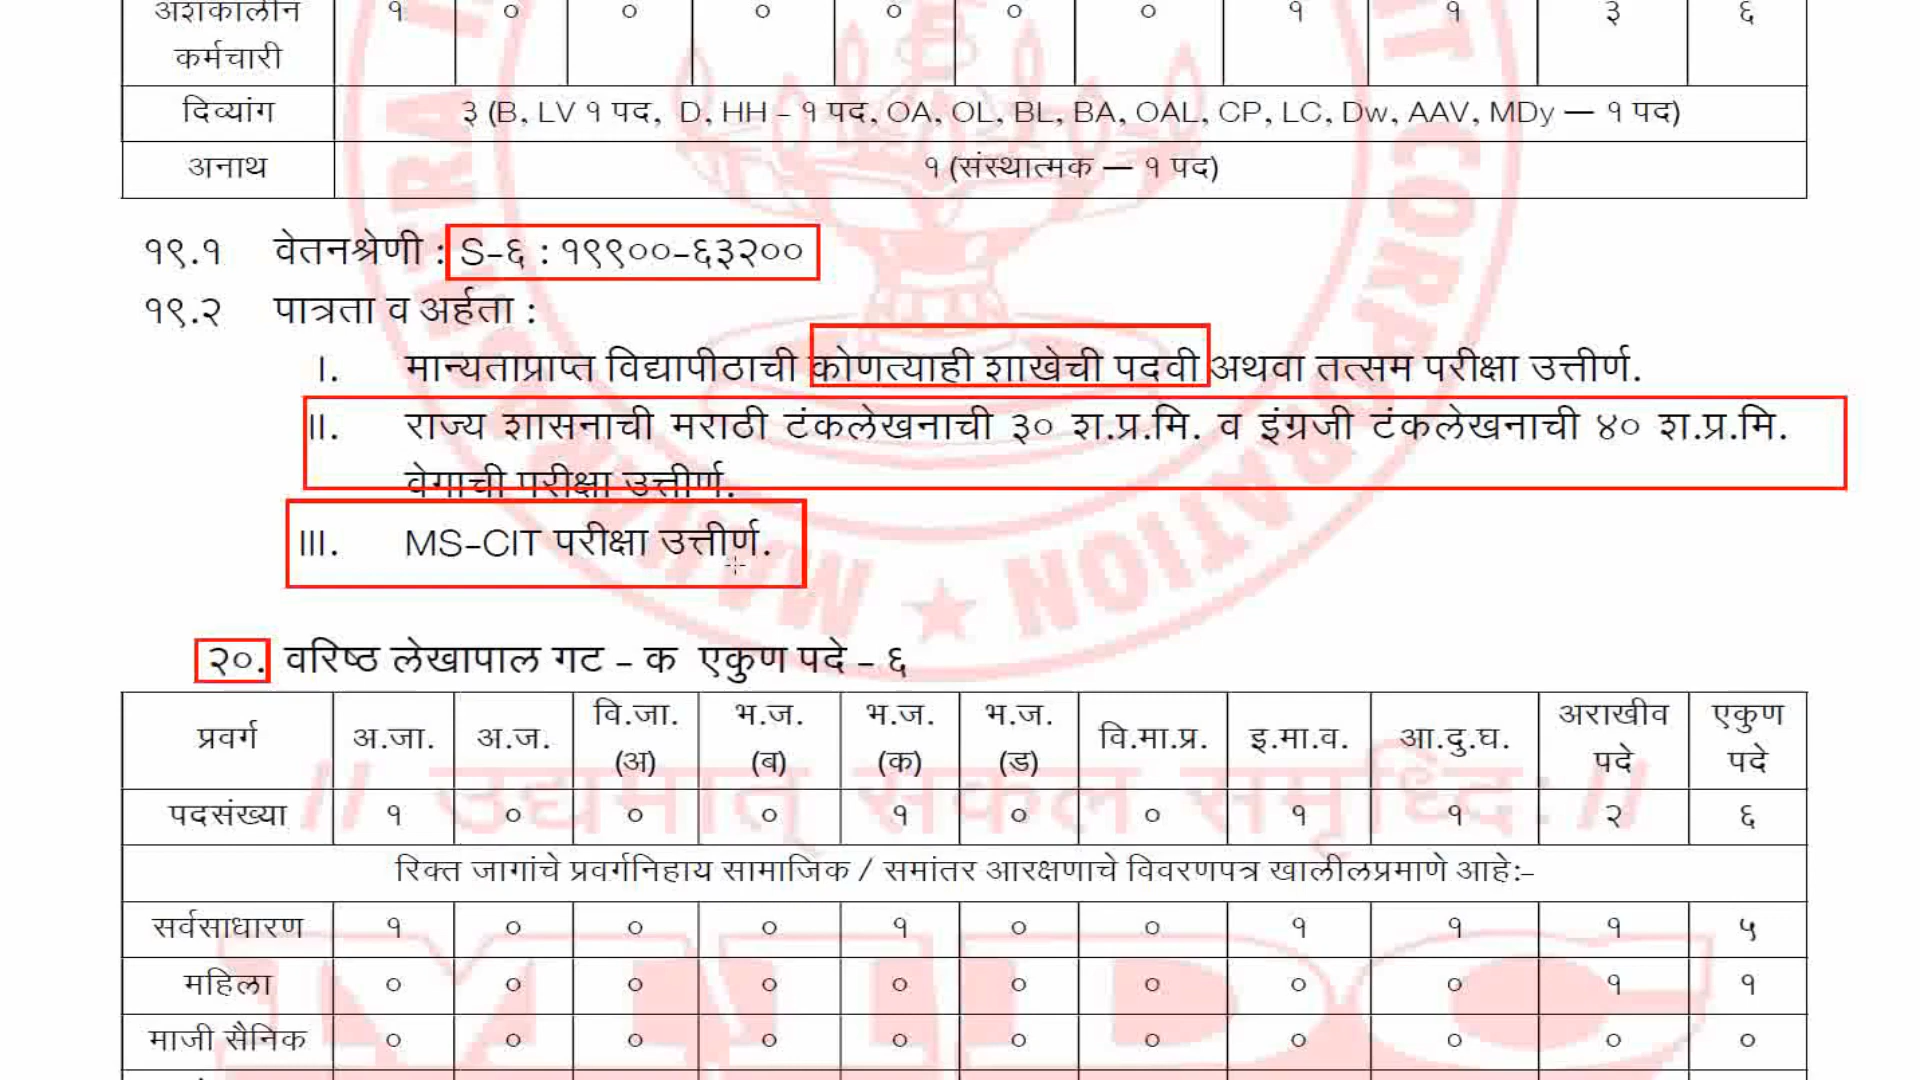 अंशकालीन १ ० ० ० ० ० ० १ १ ३ ६
कर्मचारी
दिव्यांग ३ (B, LV १ पद, D, HH - १ पद, OA, OL, BL, BA, OAL, CP, LC, Dw, AAV, MDy — १ पद)
अनाथ १ (संस्थात्मक — १ पद)
१९.१ वेतनश्रेणी : S-६ : १९९००-६३२००
१९.२ पात्रता व अर्हता :
I. मान्यताप्राप्त विद्यापीठाची कोणत्याही शाखेची पदवी अथवा तत्सम परीक्षा उत्तीर्ण.
II. राज्य शासनाची मराठी टंकलेखनाची ३० श.प्र.मि. व इंग्रजी टंकलेखनाची ४० श.प्र.मि.
वेगाची परीक्षा उत्तीर्ण.
III. MS-CIT परीक्षा उत्तीर्ण.
२०. वरिष्ठ लेखापाल गट - क एकुण पदे - ६
प्रवर्ग अ.जा. अ.ज. वि.जा. (अ) भ.ज. (ब) भ.ज. (क) भ.ज. (ड) वि.मा.प्र. इ.मा.व. आ.दु.घ. अराखीव पदे एकुण पदे
पदसंख्या १ ० ० ० १ ० ० १ १ २ ६
रिक्त जागांचे प्रवर्गनिहाय सामाजिक / समांतर आरक्षणाचे विवरणपत्र खालीलप्रमाणे आहे:-
सर्वसाधारण १ ० ० ० १ ० ० १ १ १ ५
महिला ० ० ० ० ० ० ० ० ० १ १
माजी सैनिक ० ० ० ० ० ० ० ० ० ० ०
// उद्यमात् सकल समृध्दि: //
MIDC
CORPORATION